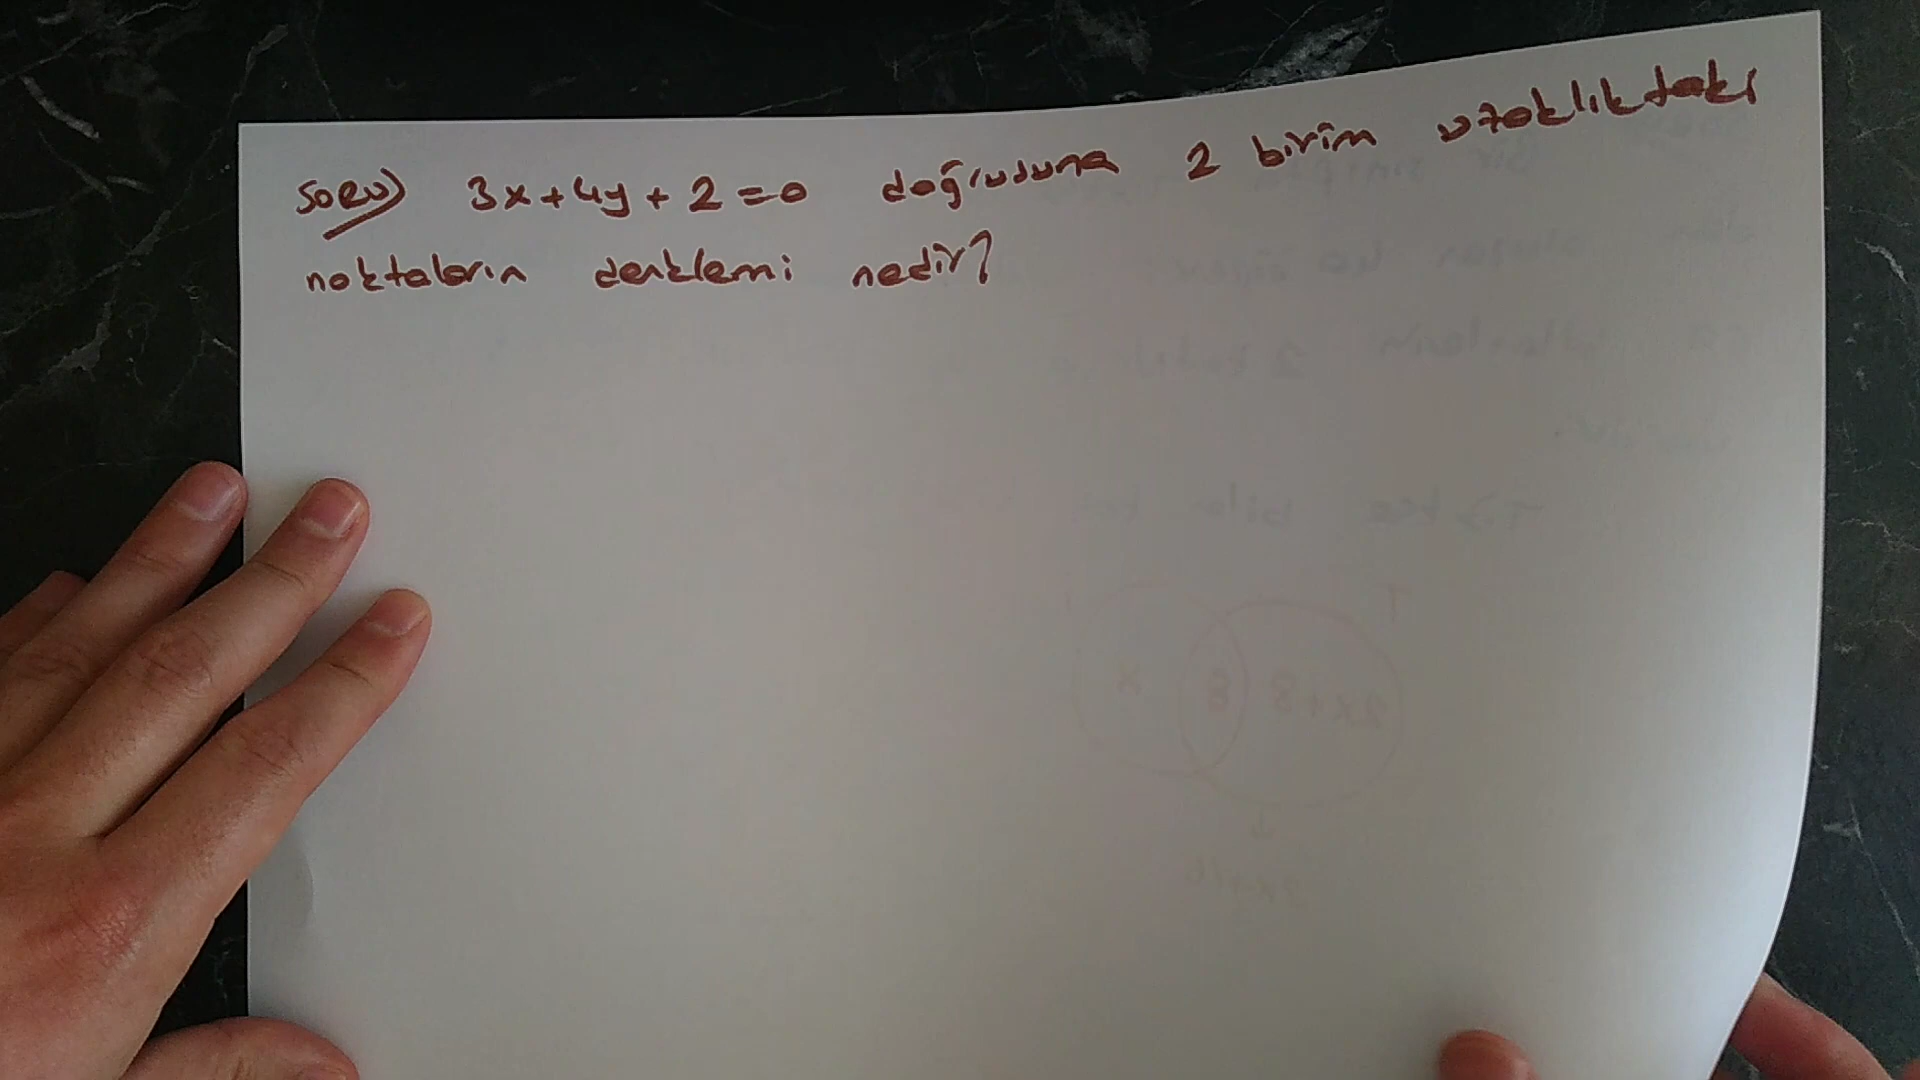 Soru) 3x+4y+2=0 doğrusuna 2 birim uzaklıktaki
noktaların denklemi nedir?